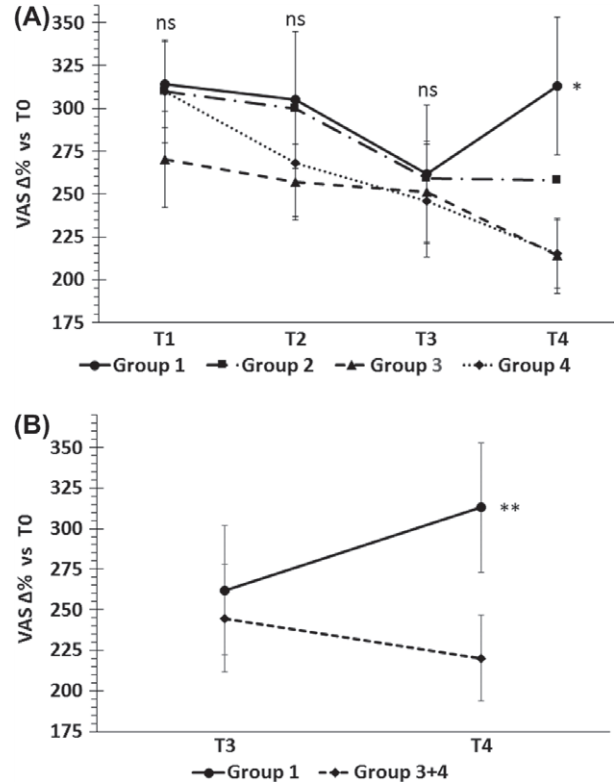 (A)
ns
ns
ns
*
350
325
300
275
250
225
200
175
VAS Δ% vs T0
T1 T2 T3 T4
Group 1 Group 2 Group 3 Group 4
(B)
350
325
300
275
250
225
200
175
VAS Δ% vs T0
**
T3 T4
Group 1 Group 3+4